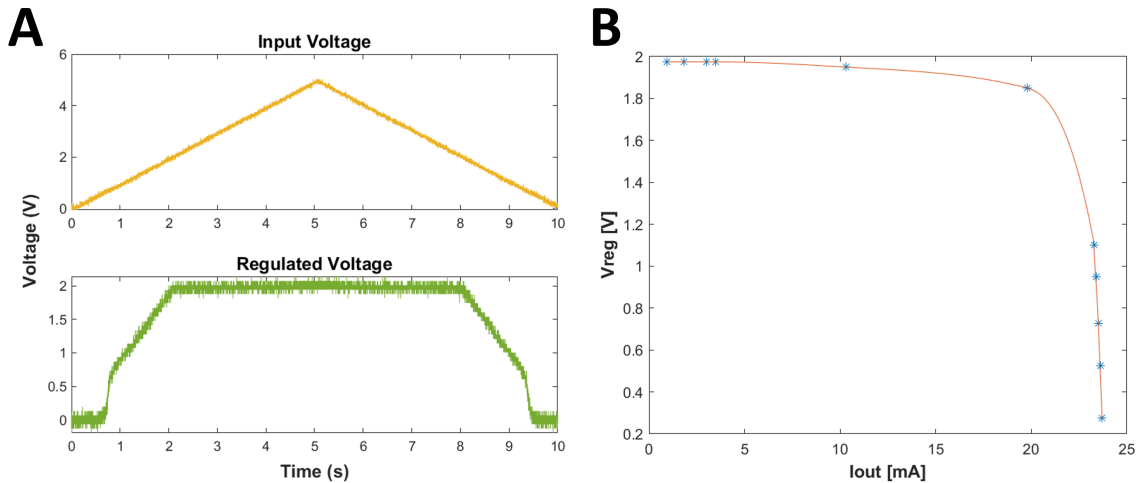 A
Input Voltage
6
4
2
0
0 1 2 3 4 5 6 7 8 9 10
Voltage (V)
Regulated Voltage
2
1.5
1
0.5
0
0 1 2 3 4 5 6 7 8 9 10
Time (s)
B
2
1.8
1.6
1.4
1.2
1
0.8
0.6
0.4
0.2
Vreg [V]
0 5 10 15 20 25
Iout [mA]